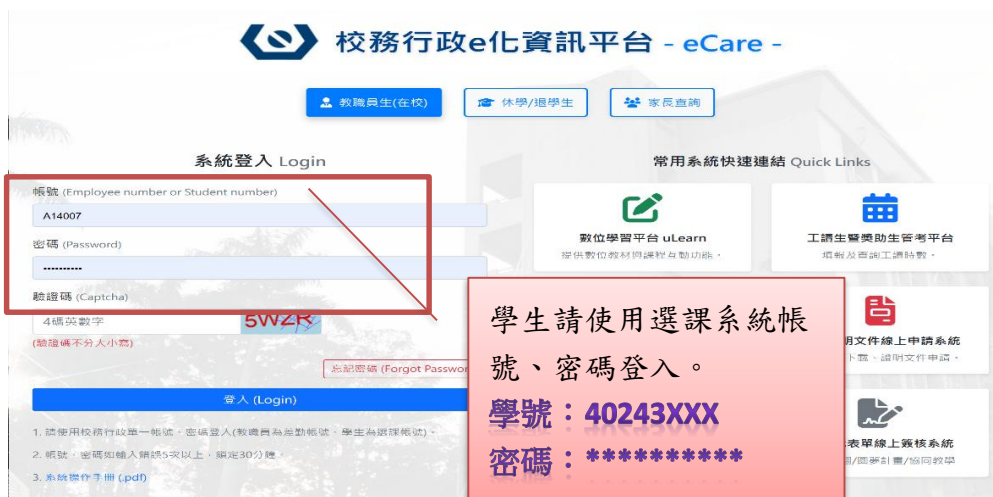 校務行政e化資訊平台 - eCare -
教職員生(在校)
休學/退學生
家長查詢
系統登入 Login
帳號 (Employee number or Student number)
A14007
密碼 (Password)
••••••••••
驗證碼 (Captcha)
4碼英數字
5WZR
(驗證碼不分大小寫)
忘記密碼 (Forgot Passwor
登入 (Login)
1. 請使用校務行政單一帳號、密碼登入(教職員為差勤帳號、學生為選課帳號)。
2. 帳號、密碼如輸入錯誤5次以上，鎖定30分鐘。
3. 系統操作手冊 (.pdf)
常用系統快速連結 Quick Links
數位學習平台 uLearn
提供數位教材與課程互動功能。
工讀生暨獎助生管考平台
填報及查詢工讀時數。
明文件線上申請系統
下載、證明文件申請。
表單線上簽核系統
/圓夢計畫/協同教學
學生請使用選課系統帳
號、密碼登入。
學號：40243XXX
密碼：**********